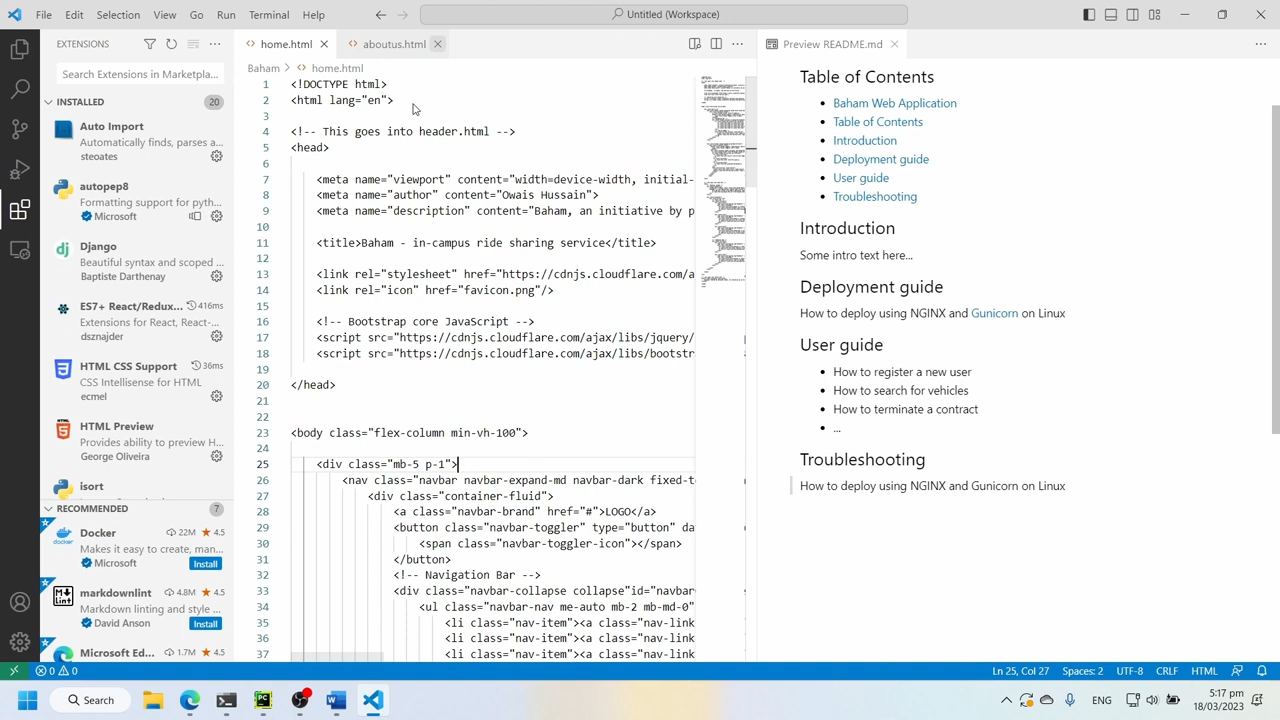 File Edit Selection View Go Run Terminal Help
Untitled (Workspace)
EXTENSIONS
Search Extensions in Marketpla...
INSTALLED 20
Auto Import
Automatically finds, parses a...
steoates
autopep8
Formatting support for pyth...
Microsoft
Django
Beautiful syntax and scoped ...
Baptiste Darthenay
ES7+ React/Redux... 416ms
Extensions for React, React-...
dsznajder
HTML CSS Support 36ms
CSS Intellisense for HTML
ecmel
HTML Preview
Provides ability to preview H...
George Oliveira
isort
RECOMMENDED 7
Docker 22M 4.5
Makes it easy to create, man...
Microsoft Install
markdownlint 4.8M 4.5
Markdown linting and style ...
David Anson Install
Microsoft Ed... 1.7M 4.5
home.html aboutus.html
Baham > home.html
1 <!DOCTYPE html>
2 <html lang="en">
3
4 <!-- This goes into header.html -->
5 <head>
6
7 <meta name="viewport" content="width=device-width, initial-
8 <meta name="author" content="Owais Hussain">
9 <meta name="description" content="Baham, an initiative by p
10
11 <title>Baham - in-campus ride sharing service</title>
12
13 <link rel="stylesheet" href="https://cdnjs.cloudflare.com/a
14 <link rel="icon" href="favicon.png"/>
15
16 <!-- Bootstrap core JavaScript -->
17 <script src="https://cdnjs.cloudflare.com/ajax/libs/jquery/
18 <script src="https://cdnjs.cloudflare.com/ajax/libs/bootstr
19
20 </head>
21
22
23 <body class="flex-column min-vh-100">
24
25 <div class="mb-5 p-1">
26 <nav class="navbar navbar-expand-md navbar-dark fixed-t
27 <div class="container-fluid">
28 <a class="navbar-brand" href="#">LOGO</a>
29 <button class="navbar-toggler" type="button" da
30 <span class="navbar-toggler-icon"></span>
31 </button>
32 <!-- Navigation Bar -->
33 <div class="navbar-collapse collapse"id="navbar
34 <ul class="navbar-nav me-auto mb-2 mb-md-0"
35 <li class="nav-item"><a class="nav-link
36 <li class="nav-item"><a class="nav-link
37 <li class="nav-item"><a class="nav-link
Preview README.md
Table of Contents
Baham Web Application
Table of Contents
Introduction
Deployment guide
User guide
Troubleshooting
Introduction
Some intro text here...
Deployment guide
How to deploy using NGINX and Gunicorn on Linux
User guide
How to register a new user
How to search for vehicles
How to terminate a contract
...
Troubleshooting
How to deploy using NGINX and Gunicorn on Linux
0 0 Ln 25, Col 27 Spaces: 2 UTF-8 CRLF HTML
Search ENG 5:17 pm
18/03/2023